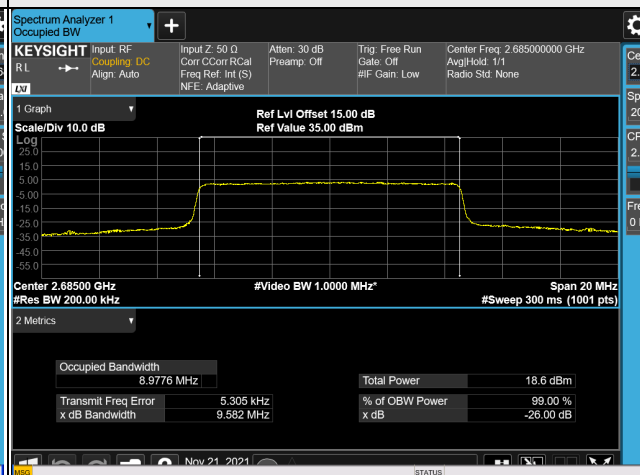 Spectrum Analyzer 1
Occupied BW
+
KEYSIGHT
R L
LXI
Input: RF
Coupling: DC
Align: Auto
Input Z: 50 Ω
Corr CCorr RCal
Freq Ref: Int (S)
NFE: Adaptive
Atten: 30 dB
Preamp: Off
Trig: Free Run
Gate: Off
#IF Gain: Low
Center Freq: 2.685000000 GHz
Avg|Hold: 1/1
Radio Std: None
1 Graph
Scale/Div 10.0 dB
Ref Lvl Offset 15.00 dB
Ref Value 35.00 dBm
Log
25.0
15.0
5.00
-5.00
-15.0
-25.0
-35.0
-45.0
-55.0
Center 2.68500 GHz
#Video BW 1.0000 MHz*
Span 20 MHz
#Res BW 200.00 kHz
#Sweep 300 ms (1001 pts)
2 Metrics
Occupied Bandwidth
8.9776 MHz
Total Power 18.6 dBm
Transmit Freq Error 5.305 kHz
% of OBW Power 99.00 %
x dB Bandwidth 9.582 MHz
x dB -26.00 dB
Nov 21, 2021
MSG
STATUS